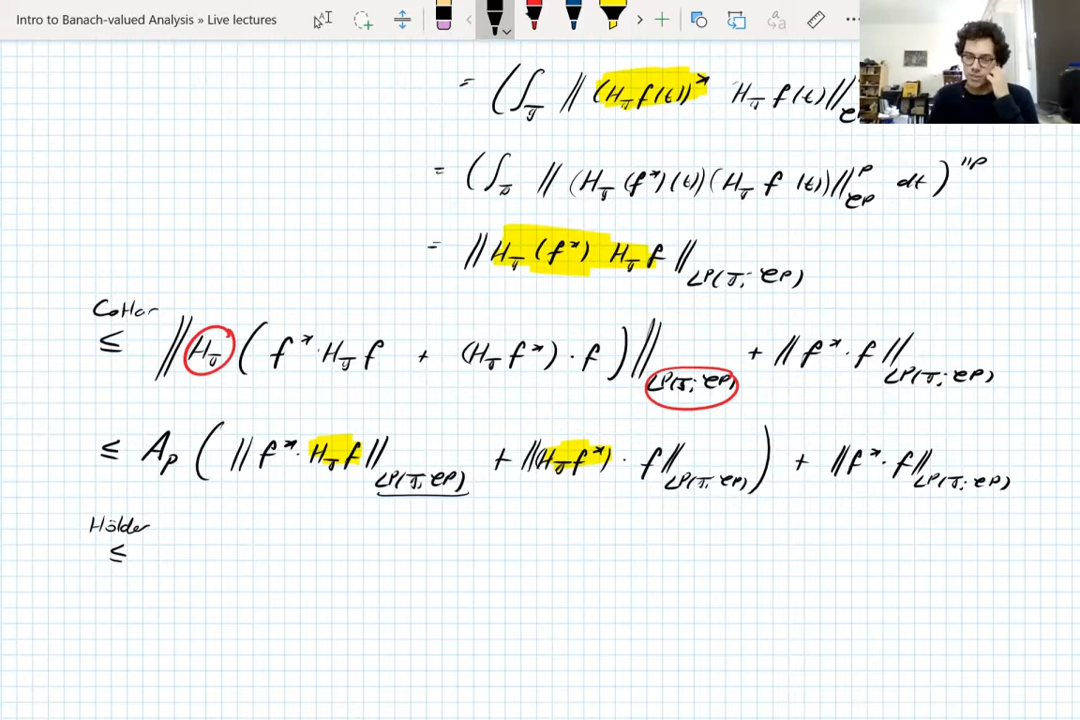 Intro to Banach-valued Analysis » Live lectures
= (∫_𝕋 ‖ (H_𝕋 f(t))* H_𝕋 f(t) ‖_C
= (∫_𝕋 ‖ (H_𝕋 (f*)(t) (H_𝕋 f (t)) ‖^p_{C^p} dt )^{1/p}
= ‖ H_𝕋 (f*) H_𝕋 f ‖_{L^p(𝕋; C^p)}
Cotlar
≤ ‖ H_𝕋 ( f* · H_𝕋 f + (H_𝕋 f*) · f ) ‖_{L^p(𝕋; C^p)} + ‖ f* · f ‖_{L^p(𝕋; C^p)}
≤ A_p ( ‖ f* · H_𝕋 f ‖_{L^p(𝕋; C^p)} + ‖ (H_𝕋 f*) · f ‖_{L^p(𝕋; C^p)} ) + ‖ f* · f ‖_{L^p(𝕋; C^p)}
Hölder
≤